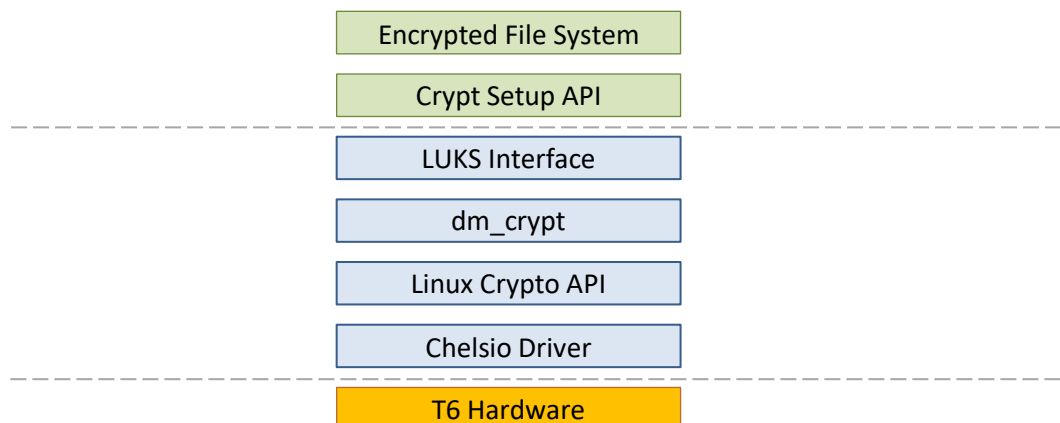 Encrypted File System
Crypt Setup API
LUKS Interface
dm_crypt
Linux Crypto API
Chelsio Driver
T6 Hardware